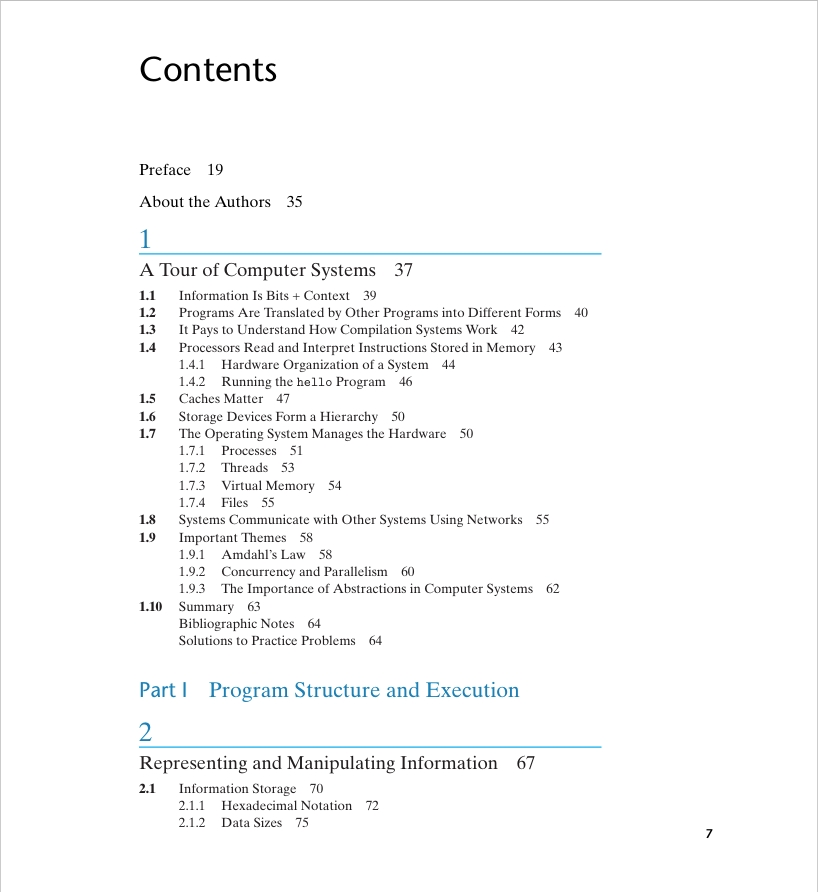 Contents
Preface 19
About the Authors 35
1
A Tour of Computer Systems 37
1.1 Information Is Bits + Context 39
1.2 Programs Are Translated by Other Programs into Different Forms 40
1.3 It Pays to Understand How Compilation Systems Work 42
1.4 Processors Read and Interpret Instructions Stored in Memory 43
1.4.1 Hardware Organization of a System 44
1.4.2 Running the hello Program 46
1.5 Caches Matter 47
1.6 Storage Devices Form a Hierarchy 50
1.7 The Operating System Manages the Hardware 50
1.7.1 Processes 51
1.7.2 Threads 53
1.7.3 Virtual Memory 54
1.7.4 Files 55
1.8 Systems Communicate with Other Systems Using Networks 55
1.9 Important Themes 58
1.9.1 Amdahl's Law 58
1.9.2 Concurrency and Parallelism 60
1.9.3 The Importance of Abstractions in Computer Systems 62
1.10 Summary 63
Bibliographic Notes 64
Solutions to Practice Problems 64
Part I Program Structure and Execution
2
Representing and Manipulating Information 67
2.1 Information Storage 70
2.1.1 Hexadecimal Notation 72
2.1.2 Data Sizes 75
7